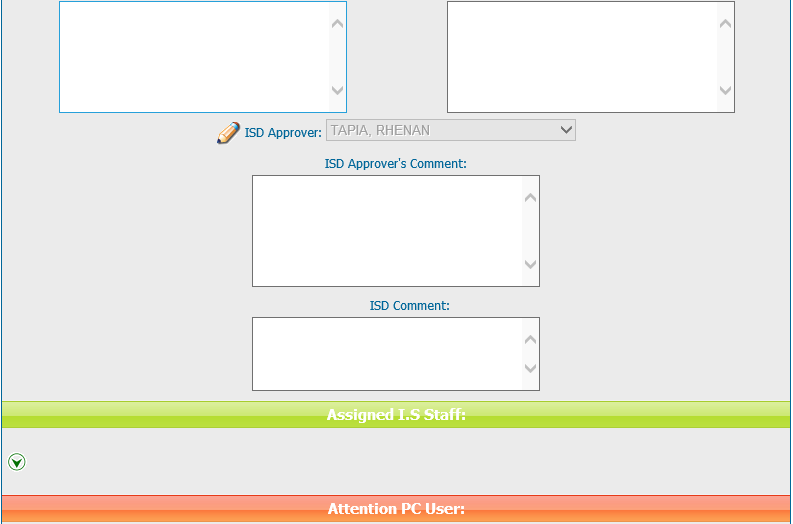 ISD Approver: TAPIA, RHENAN
ISD Approver's Comment:
ISD Comment:
Assigned I.S Staff:
Attention PC User: